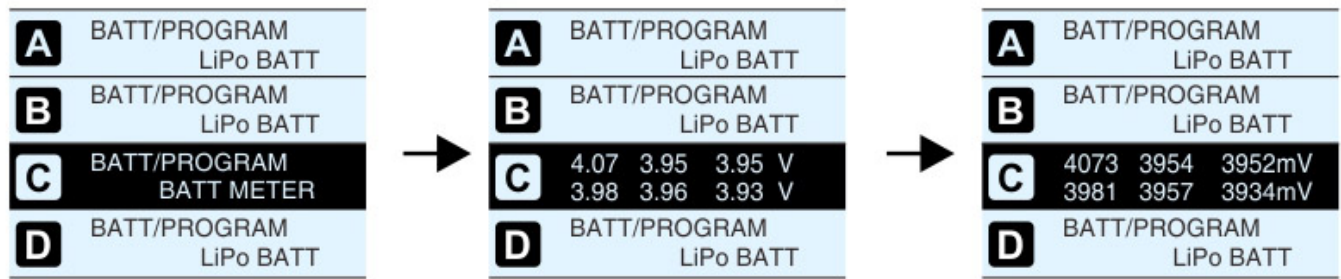 A BATT/PROGRAM
LiPo BATT
B BATT/PROGRAM
LiPo BATT
C BATT/PROGRAM
BATT METER
D BATT/PROGRAM
LiPo BATT
A BATT/PROGRAM
LiPo BATT
B BATT/PROGRAM
LiPo BATT
C 4.07 3.95 3.95 V
3.98 3.96 3.93 V
D BATT/PROGRAM
LiPo BATT
A BATT/PROGRAM
LiPo BATT
B BATT/PROGRAM
LiPo BATT
C 4073 3954 3952mV
3981 3957 3934mV
D BATT/PROGRAM
LiPo BATT